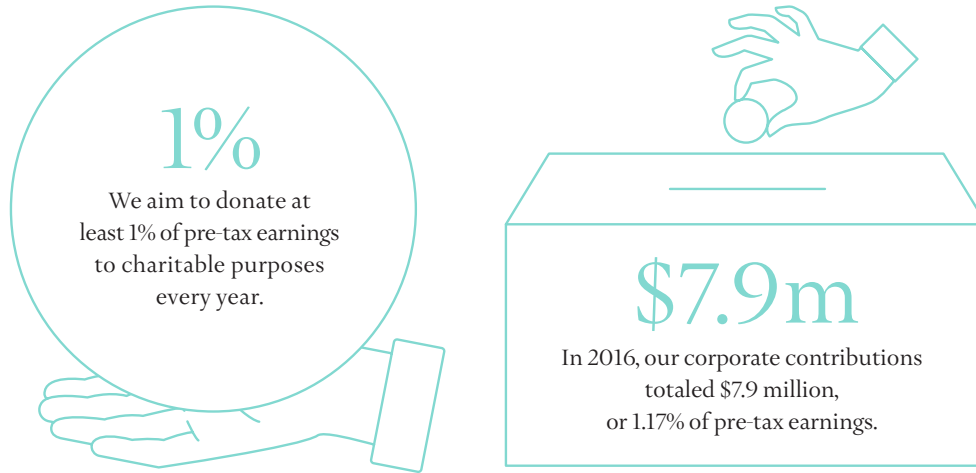 1%
We aim to donate at
least 1% of pre-tax earnings
to charitable purposes
every year.
$7.9m
In 2016, our corporate contributions
totaled $7.9 million,
or 1.17% of pre-tax earnings.